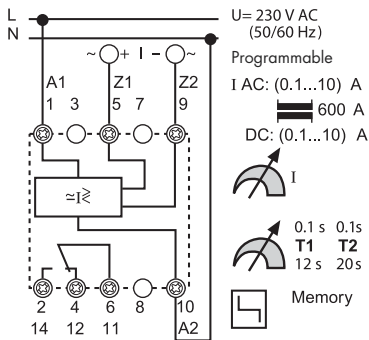 L
N
U= 230 V AC
(50/60 Hz)
~ + I - ~
Programmable
A1 Z1 Z2
1 3 5 7 9
I AC: (0.1...10) A
600 A
DC: (0.1...10) A
≂I≷
I
0.1 s 0.1s
T1 T2
12 s 20s
2 4 6 8 10
14 12 11 A2
Memory